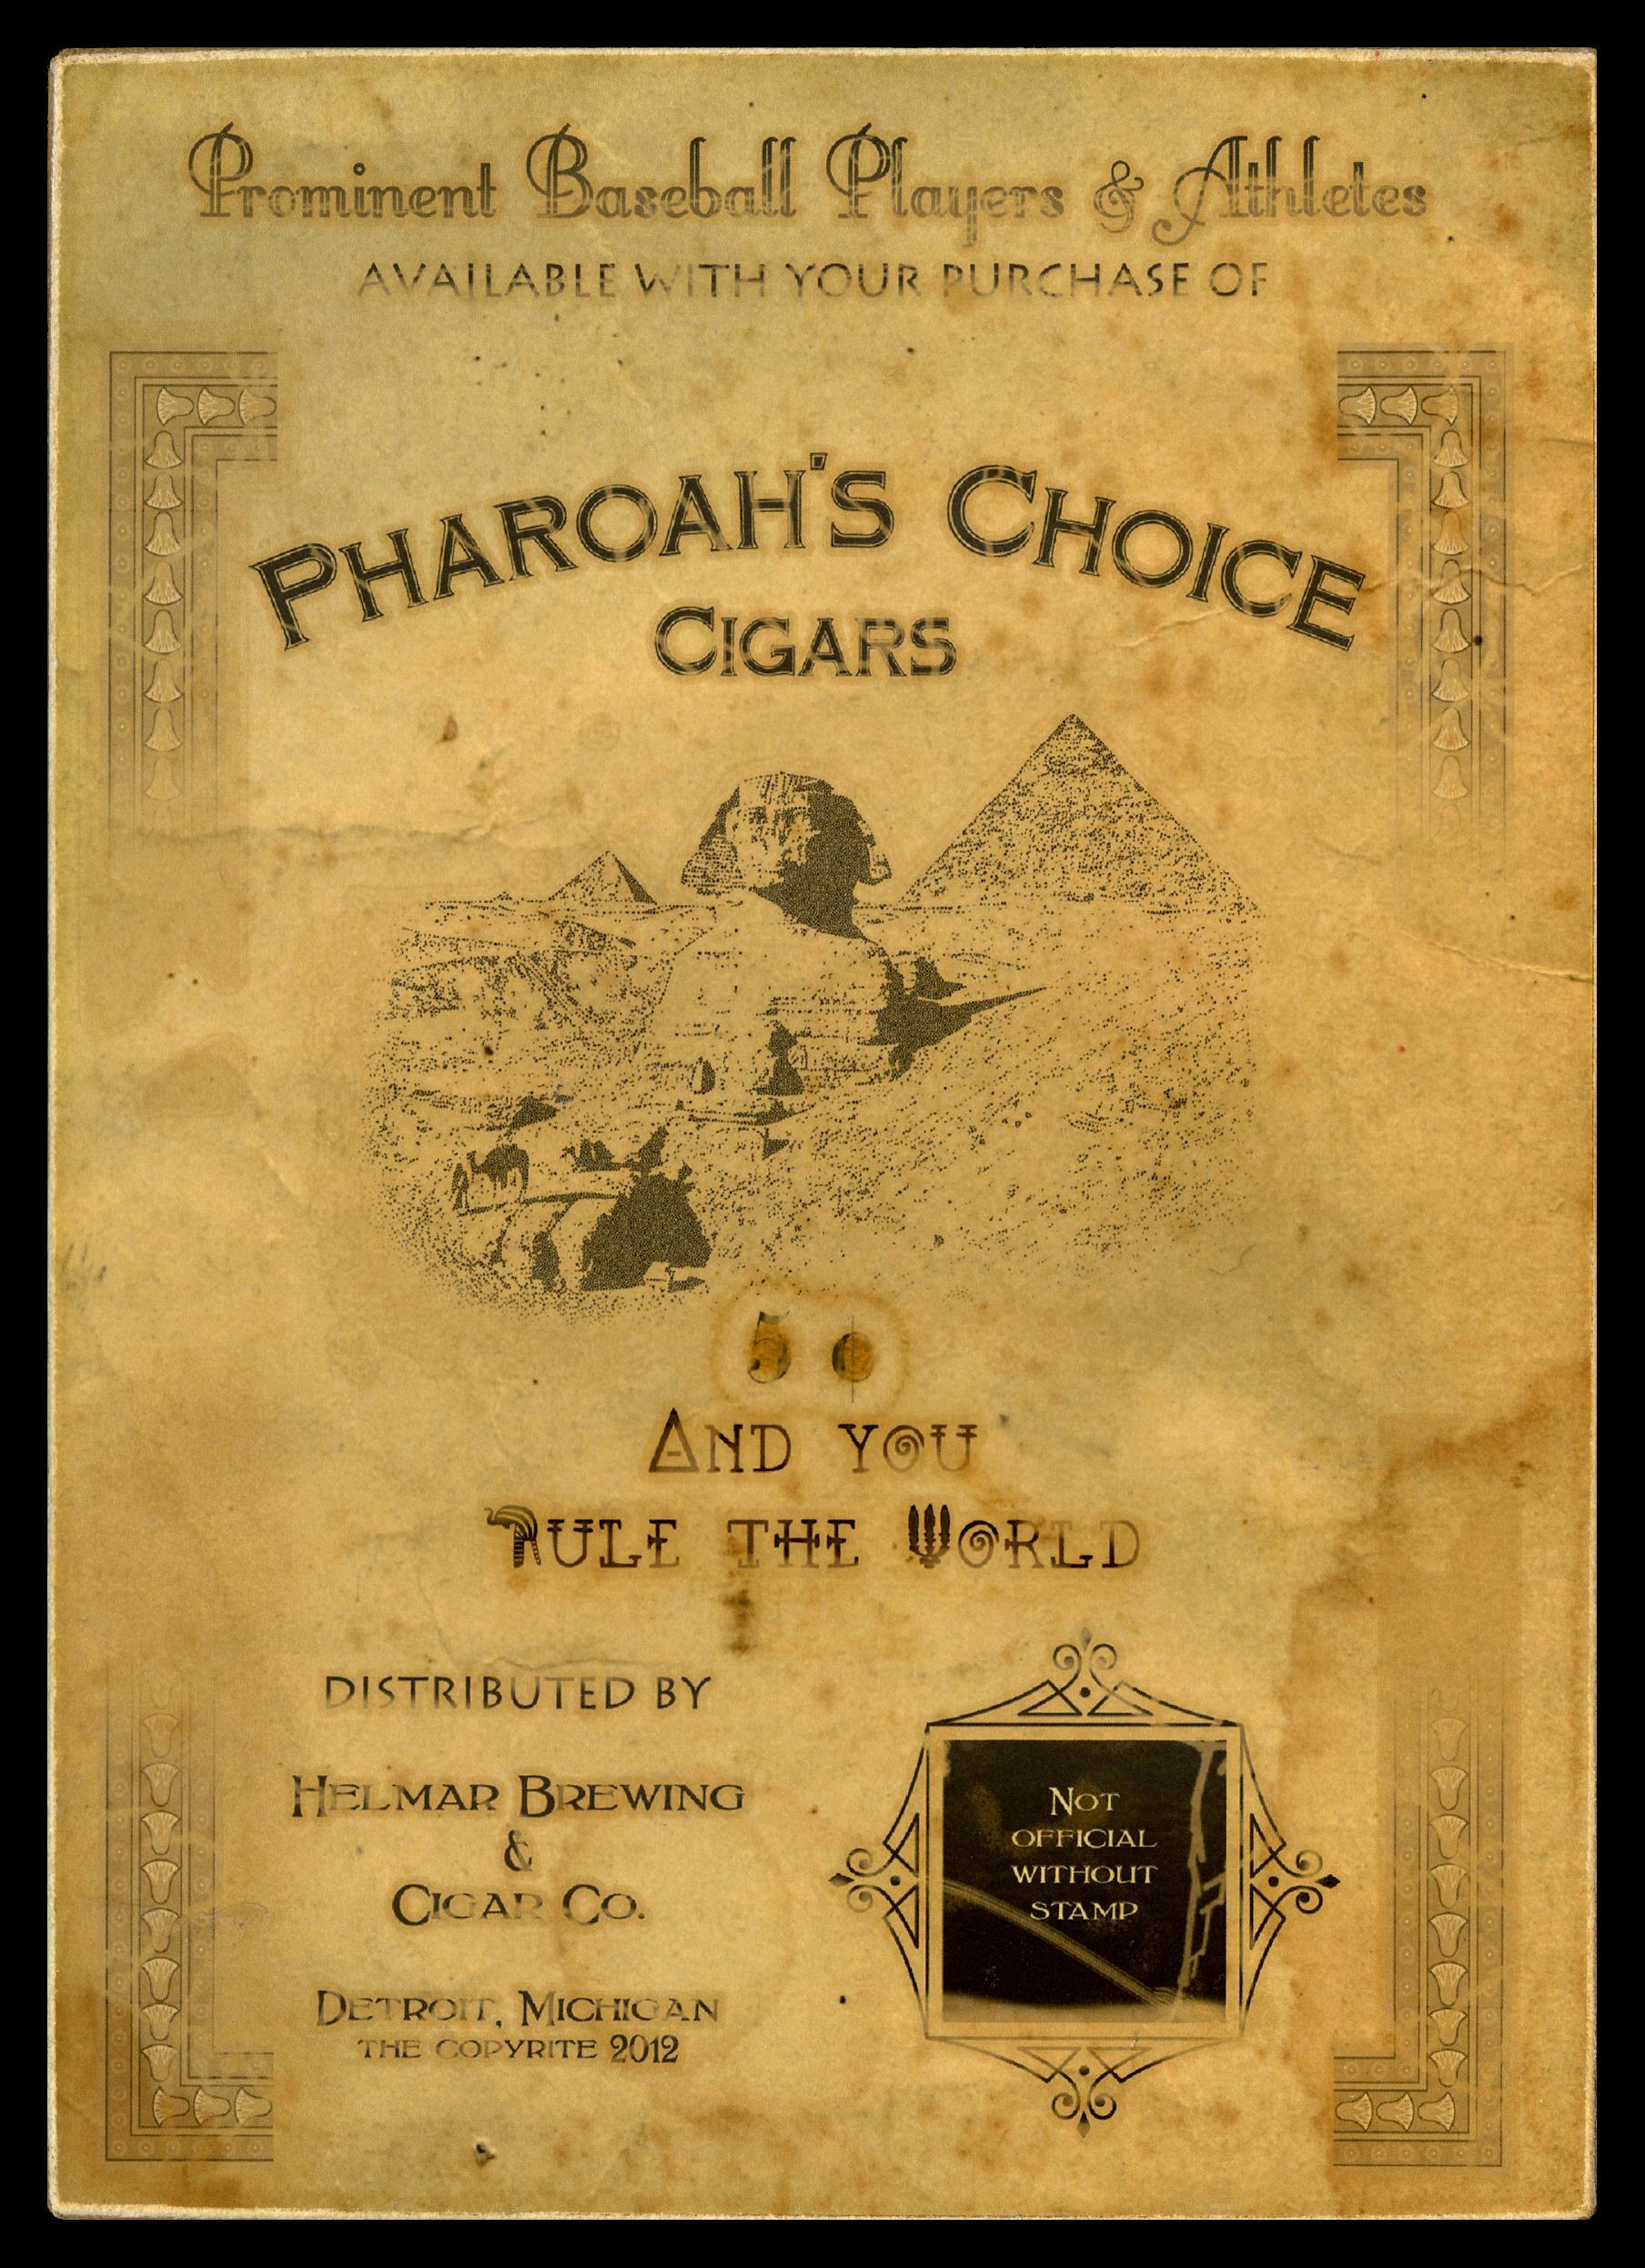 Prominent Baseball Players & Athletes
AVAILABLE WITH YOUR PURCHASE OF
PHAROAH'S CHOICE
CIGARS
5 ¢
AND YOU
RULE THE WORLD
DISTRIBUTED BY
HELMAR BREWING
&
CIGAR CO.
DETROIT, MICHIGAN
THE COPYRITE 2012
NOT
OFFICIAL
WITHOUT
STAMP